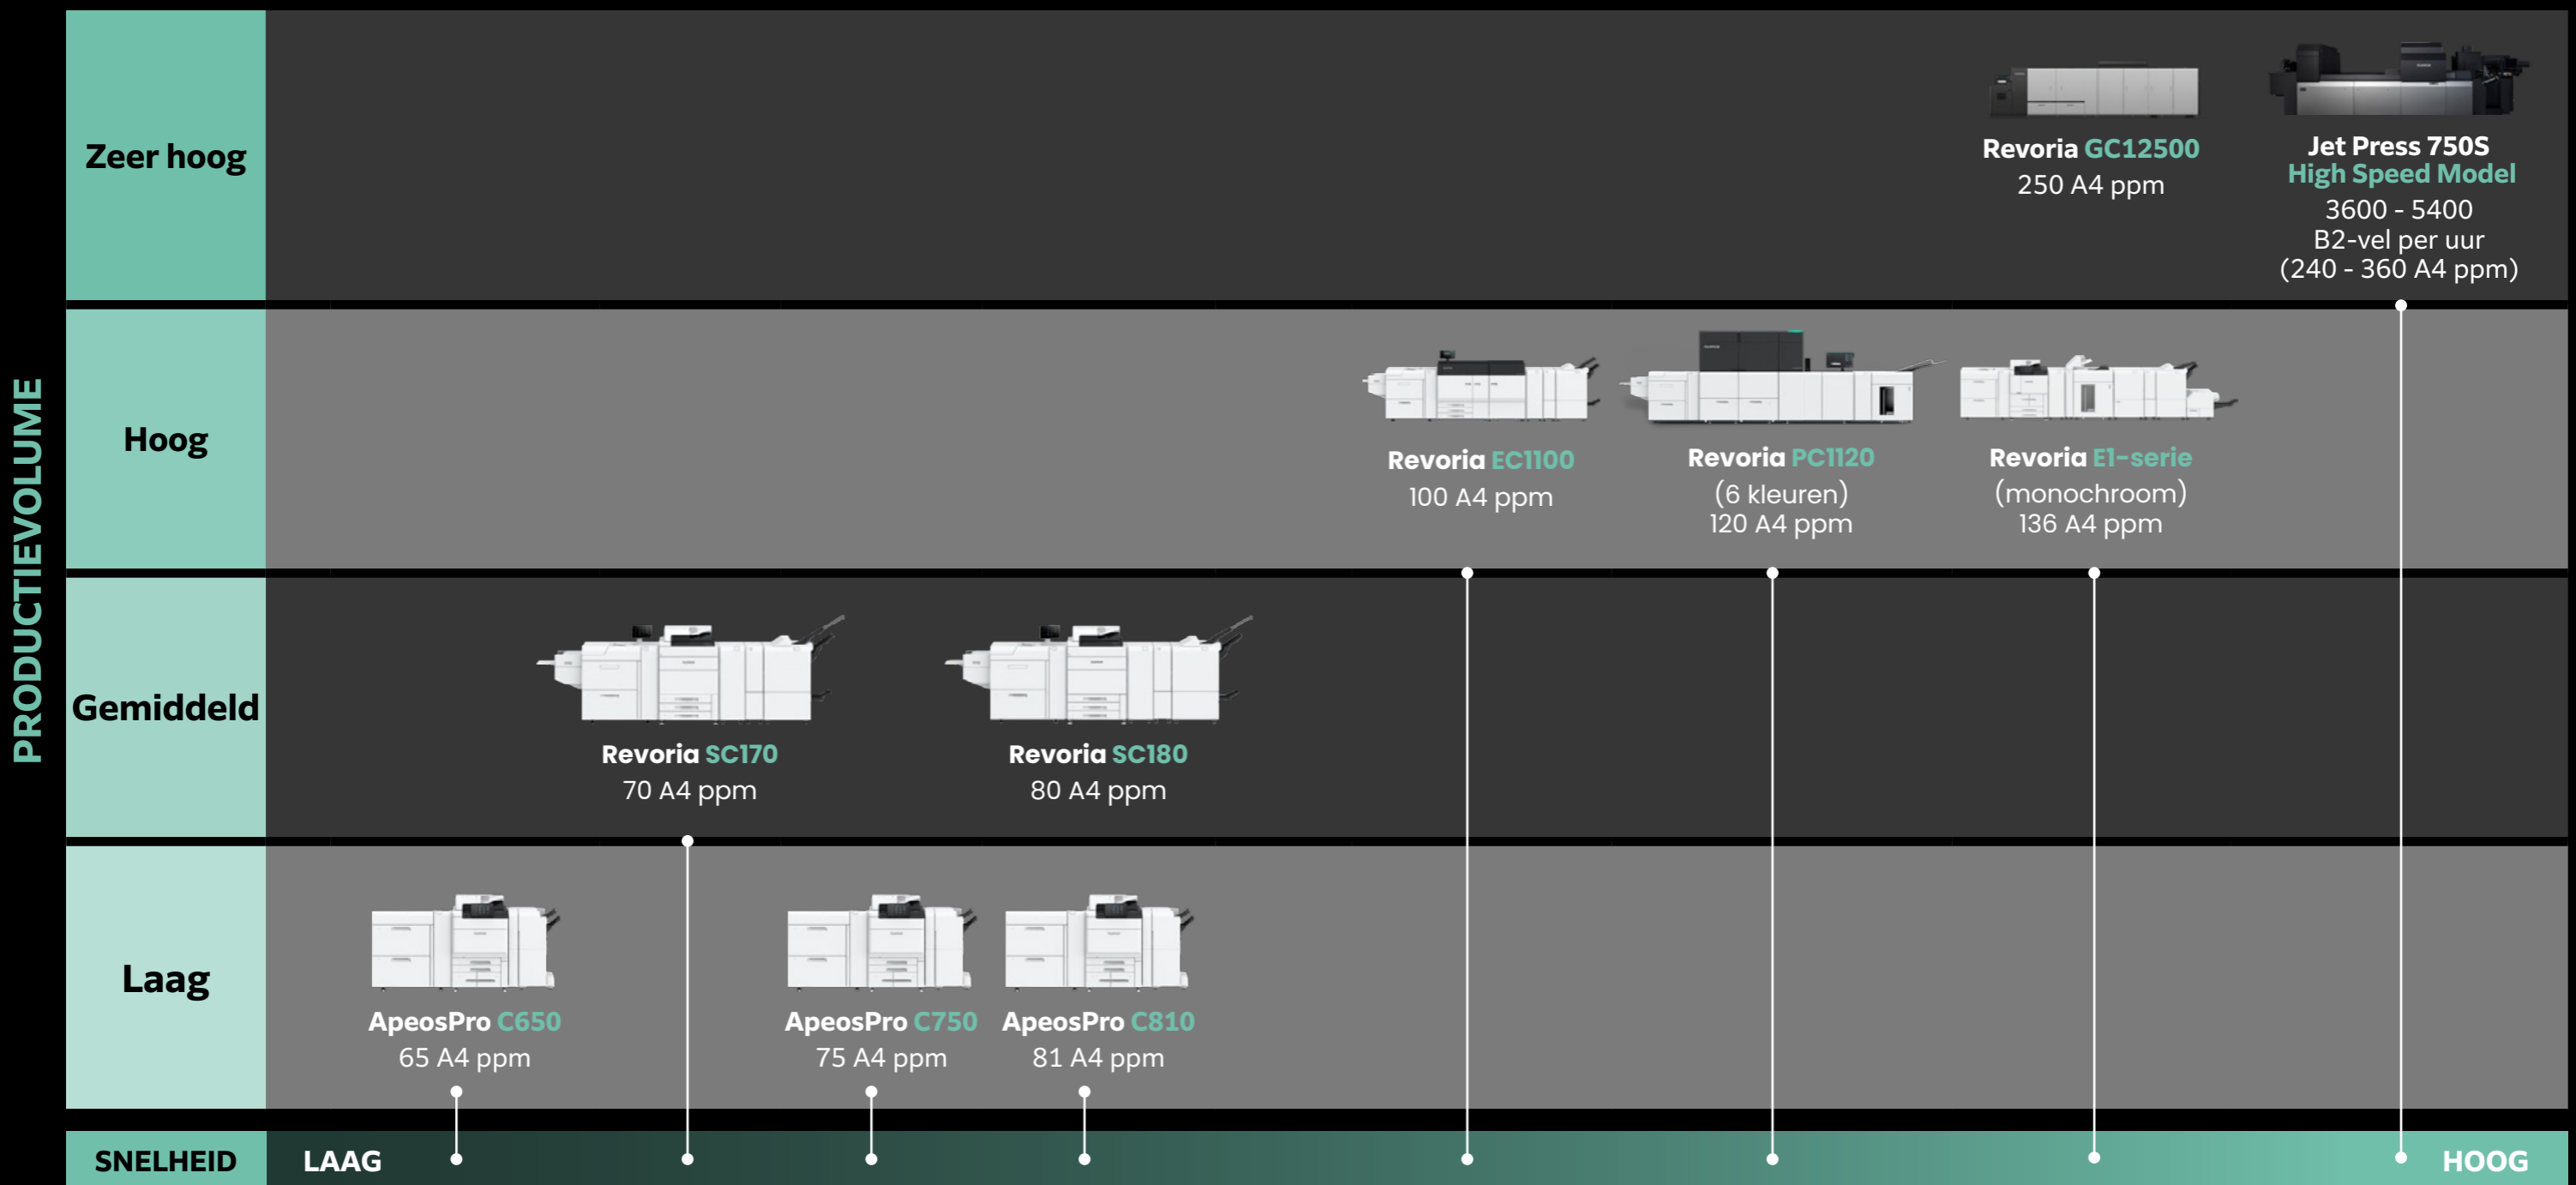 PRODUCTIEVOLUME
Zeer hoog
Revoria GC12500
250 A4 ppm
Jet Press 750S
High Speed Model
3600 - 5400
B2-vel per uur
(240 - 360 A4 ppm)
Hoog
Revoria EC1100
100 A4 ppm
Revoria PC1120
(6 kleuren)
120 A4 ppm
Revoria E1-serie
(monochroom)
136 A4 ppm
Gemiddeld
Revoria SC170
70 A4 ppm
Revoria SC180
80 A4 ppm
Laag
ApeosPro C650
65 A4 ppm
ApeosPro C750
75 A4 ppm
ApeosPro C810
81 A4 ppm
SNELHEID
LAAG
HOOG